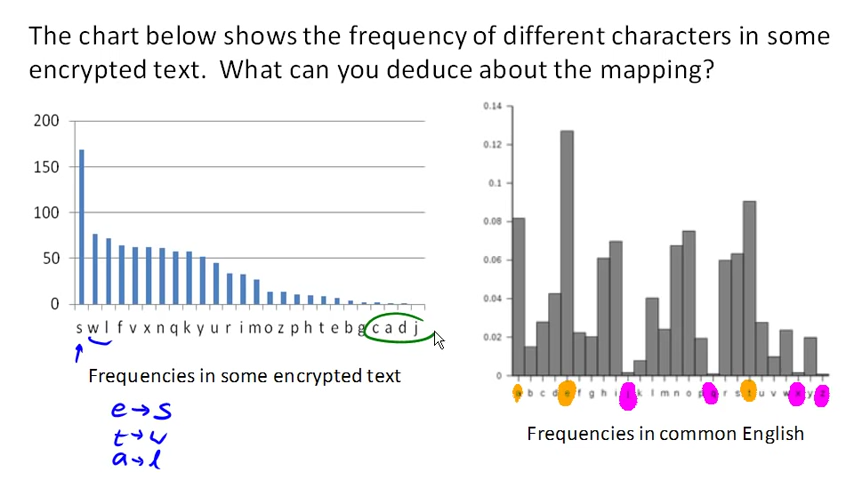 The chart below shows the frequency of different characters in some
encrypted text. What can you deduce about the mapping?
200
150
100
50
0
s w l f v x n q k y u r i m o z p h t e b g c a d j
Frequencies in some encrypted text
e → s
t → w
a → l
0.14
0.12
0.1
0.08
0.06
0.04
0.02
0
a b c d e f g h i j k l m n o p q r s t u v w x y z
Frequencies in common English